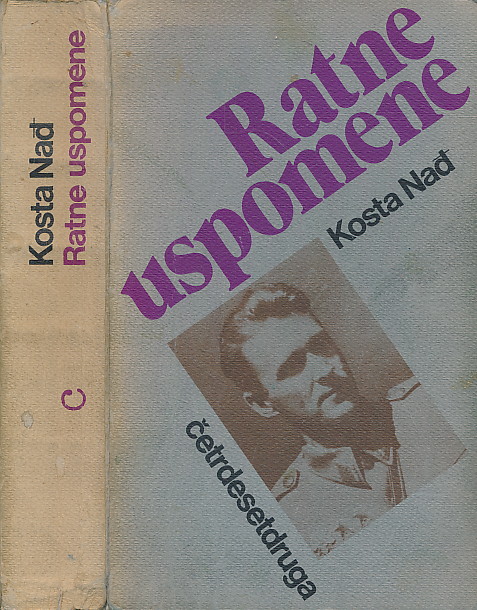 Kosta Nađ
Ratne uspomene
C
Ratne
uspomene
Kosta Nađ
četrdesetdruga